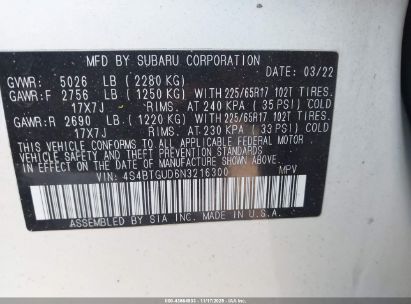 MFD BY SUBARU CORPORATION
DATE: 03/22
GVWR: 5026 LB (2280 KG)
GAWR:F 2756 LB (1250 KG) WITH 225/65R17 102T TIRES.
17X7J RIMS. AT 240 KPA (35 PSI) COLD
GAWR:R 2690 LB (1220 KG) WITH 225/65R17 102T TIRES.
17X7J RIMS. AT 230 KPA (33 PSI) COLD
THIS VEHICLE CONFORMS TO ALL APPLICABLE FEDERAL MOTOR
VEHICLE SAFETY, BUMPER, AND THEFT PREVENTION STANDARDS
IN EFFECT ON THE DATE OF MANUFACTURE SHOWN ABOVE.
VIN: 4S4BTGUD6N3216300 MPV
ASSEMBLED BY SIA INC. MADE IN U.S.A.